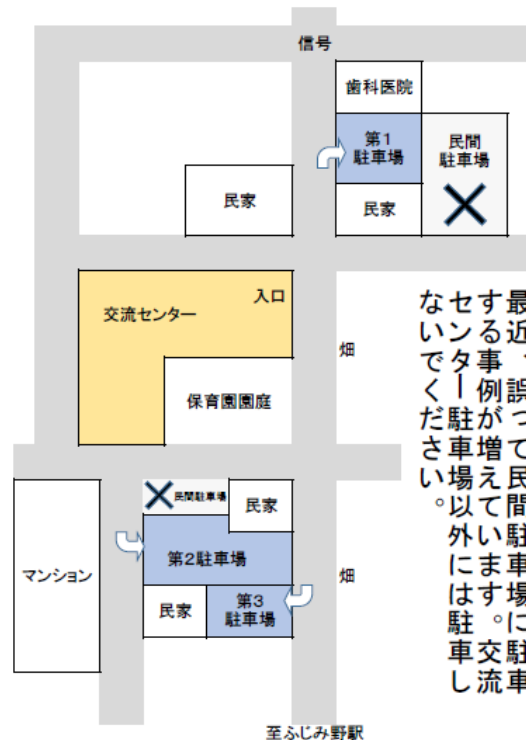 信号
歯科医院
第1
駐車場
民間
駐車場
民家
民家
入口
交流センター
畑
保育園園庭
民間駐車場
民家
マンション
第2駐車場
畑
民家
第3
駐車場
至ふじみ野駅
最近、誤って民間駐車場に駐車
する事例が増えています。交流
センター駐車場以外には駐車し
ないでください。